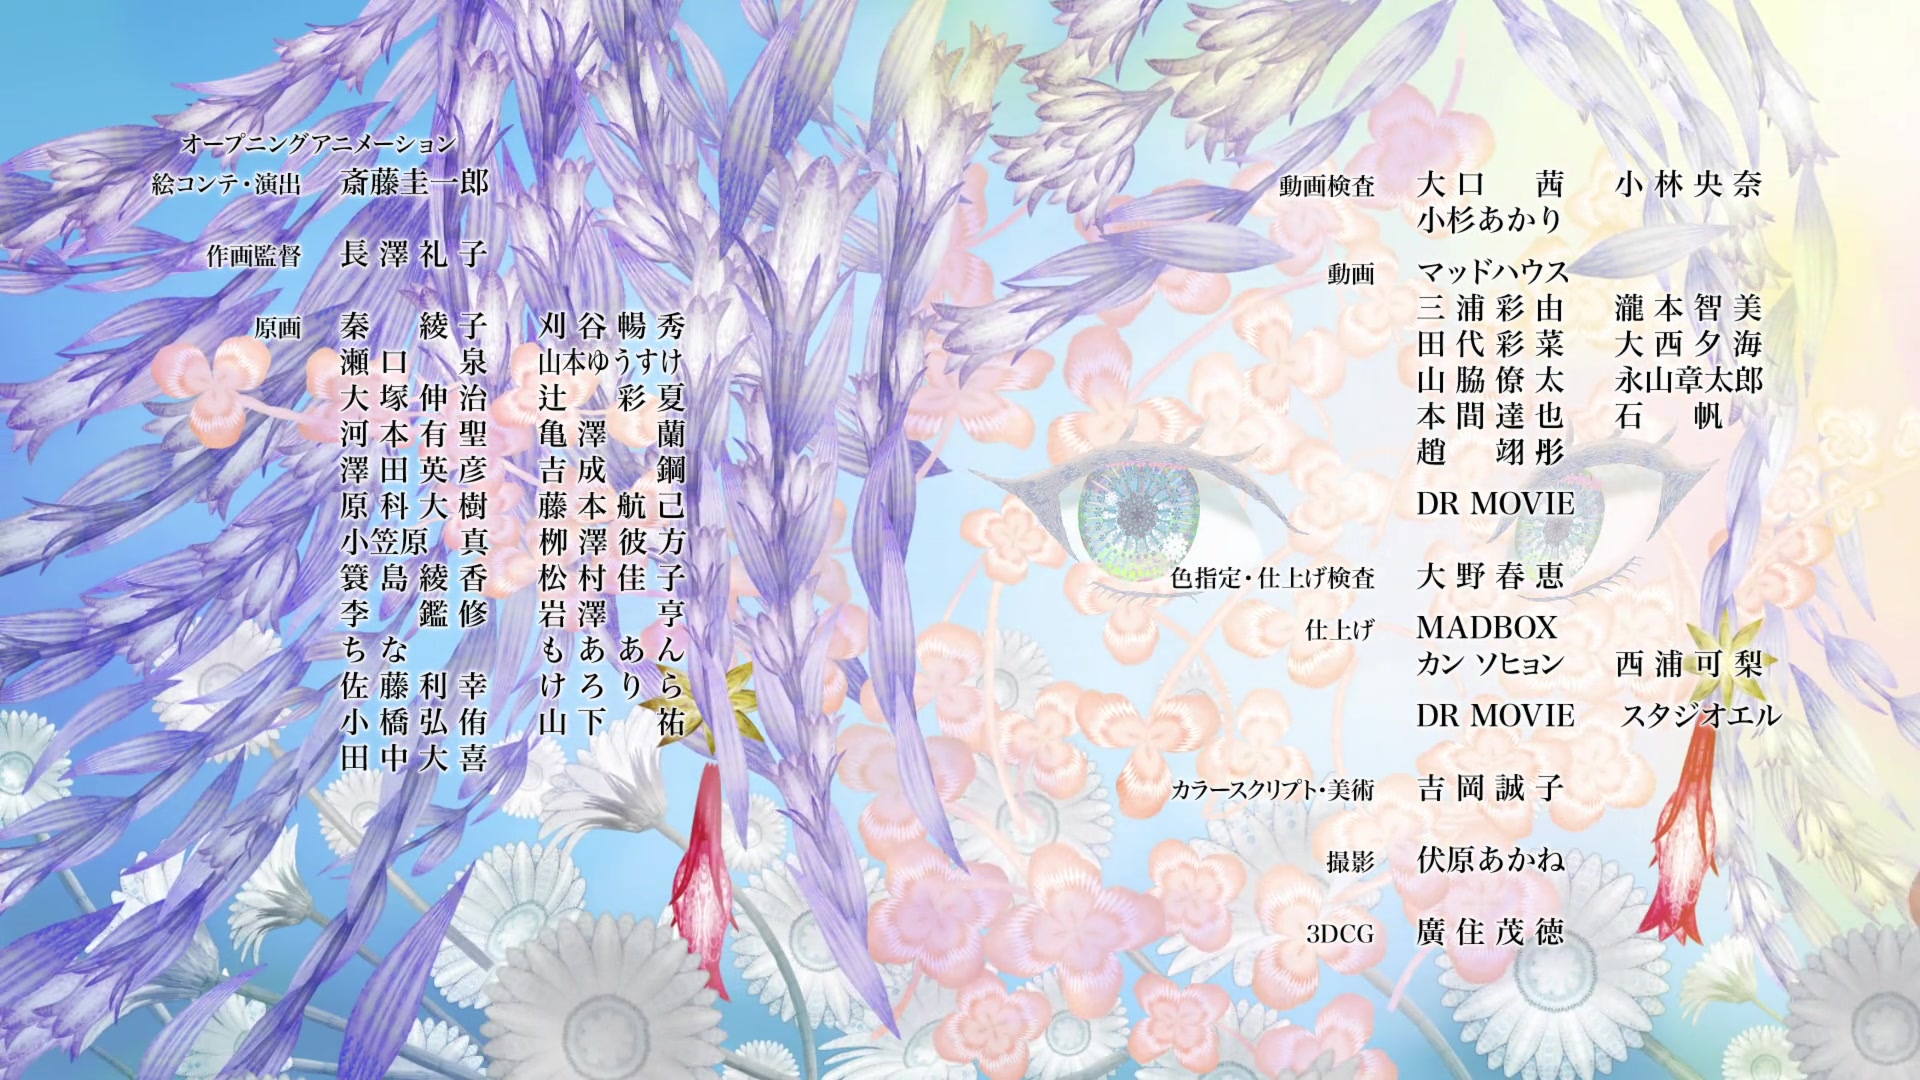 オープニングアニメーション
絵コンテ・演出 斎藤圭一郎
作画監督 長澤礼子
原画 秦 綾子 刈谷暢秀
瀬口 泉 山本ゆうすけ
大塚伸治 辻 彩夏
河本有聖 亀澤 蘭
澤田英彦 吉成 鋼
原科大樹 藤本航己
小笠原 真 栁澤彼方
簑島綾香 松村佳子
李 鑑修 岩澤 亨
ちな もああん
佐藤利幸 けろりら
小橋弘侑 山下 祐
田中大喜
動画検査 大口 茜 小林央奈
小杉あかり
動画 マッドハウス
三浦彩由 瀧本智美
田代彩菜 大西夕海
山脇僚太 永山章太郎
本間達也 石 帆
趙 翊彤
DR MOVIE
色指定・仕上げ検査 大野春恵
仕上げ MADBOX
カン ソヒョン 西浦可梨
DR MOVIE スタジオエル
カラースクリプト・美術 吉岡誠子
撮影 伏原あかね
3DCG 廣住茂徳